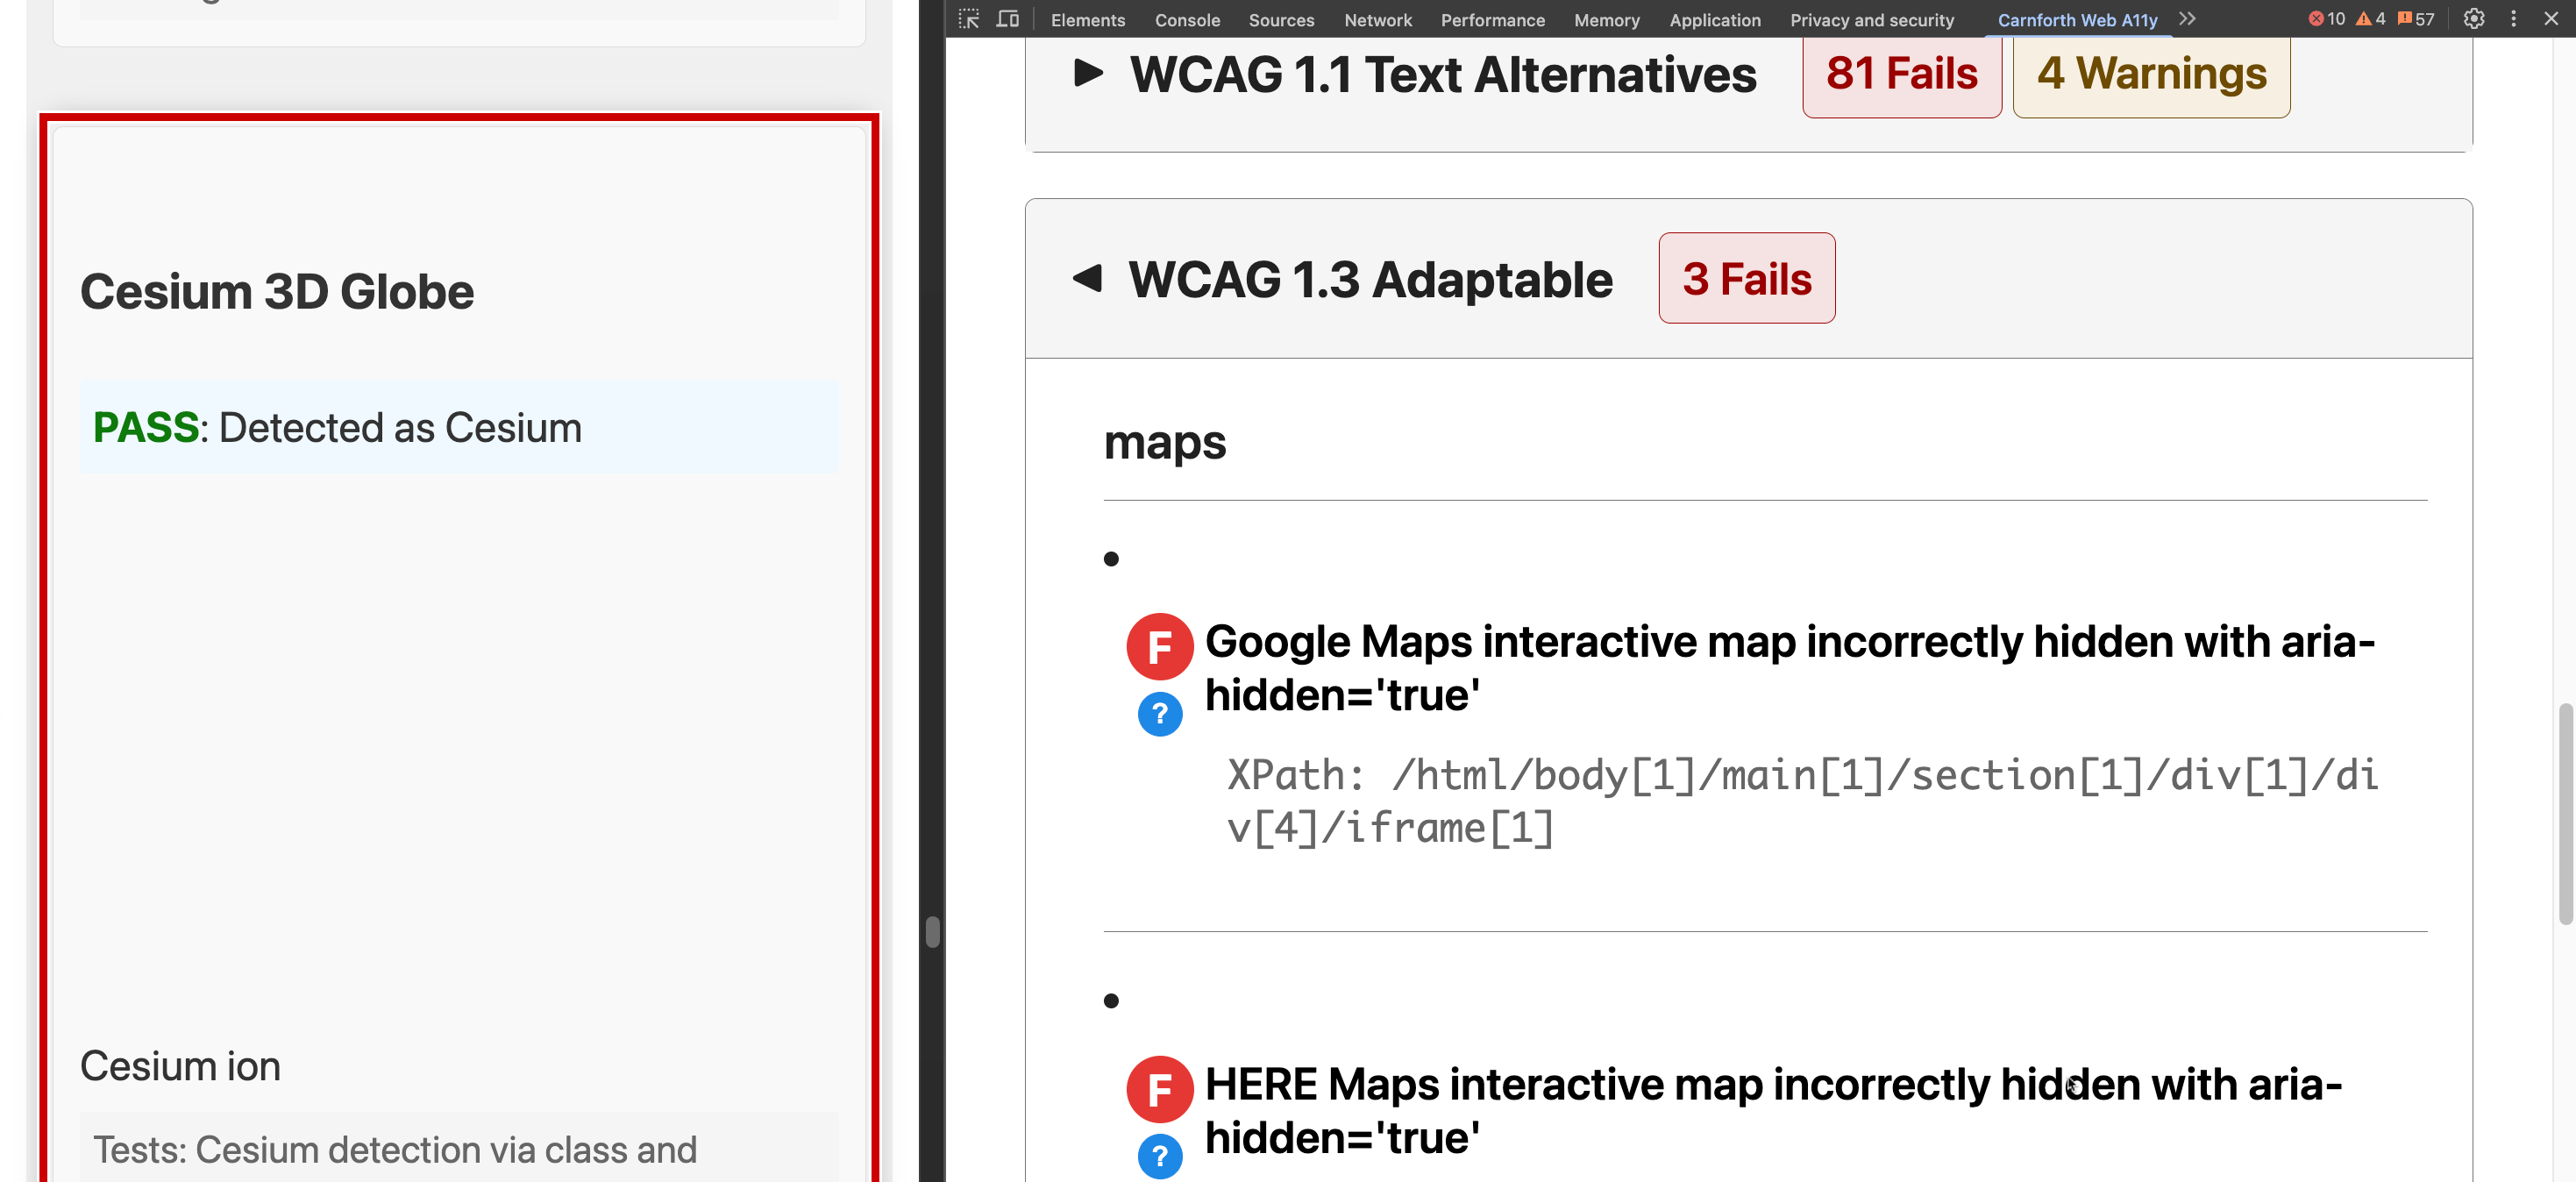 Elements Console Sources Network Performance Memory Application Privacy and security Carnforth Web A11y 10 4 57
Cesium 3D Globe
PASS: Detected as Cesium
Cesium ion
Tests: Cesium detection via class and
WCAG 1.1 Text Alternatives 81 Fails 4 Warnings
WCAG 1.3 Adaptable 3 Fails
maps
F Google Maps interactive map incorrectly hidden with aria-
hidden='true'
?
XPath: /html/body[1]/main[1]/section[1]/div[1]/di
v[4]/iframe[1]
F HERE Maps interactive map incorrectly hidden with aria-
hidden='true'
?